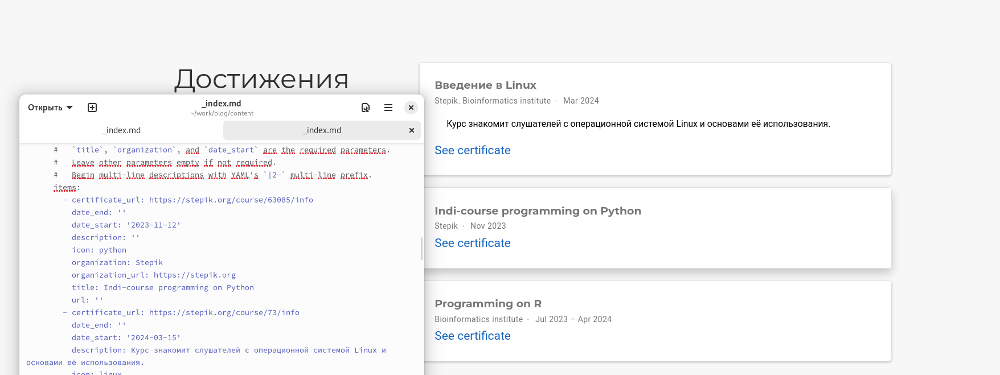 Достижения
Открыть
_index.md
~/work/blog/content
_index.md
_index.md
# `title`, `organization`, and `date_start` are the required parameters.
# Leave other parameters empty if not required.
# Begin multi-line descriptions with YAML's `|2-` multi-line prefix.
items:
- certificate_url: https://stepik.org/course/63085/info
date_end: ''
date_start: '2023-11-12'
description: ''
icon: python
organization: Stepik
organization_url: https://stepik.org
title: Indi-course programming on Python
url: ''
- certificate_url: https://stepik.org/course/73/info
date_end: ''
date_start: '2024-03-15'
description: Курс знакомит слушателей с операционной системой Linux и
основами её использования.
icon: linux
Введение в Linux
Stepik. Bioinformatics institute · Mar 2024
Курс знакомит слушателей с операционной системой Linux и основами её использования.
See certificate
Indi-course programming on Python
Stepik · Nov 2023
See certificate
Programming on R
Bioinformatics institute · Jul 2023 – Apr 2024
See certificate